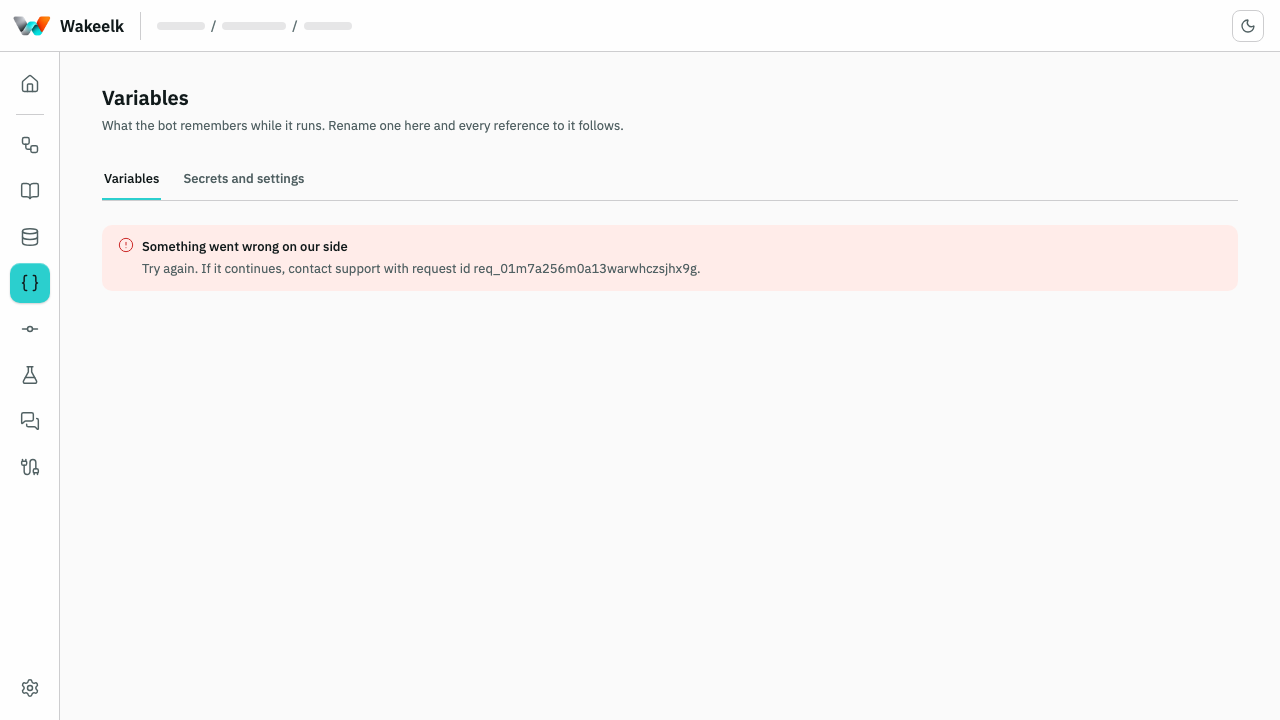 Wakeelk
/ /
Variables
What the bot remembers while it runs. Rename one here and every reference to it follows.
Variables Secrets and settings
Something went wrong on our side
Try again. If it continues, contact support with request id req_01m7a256m0a13warwhczsjhx9g.